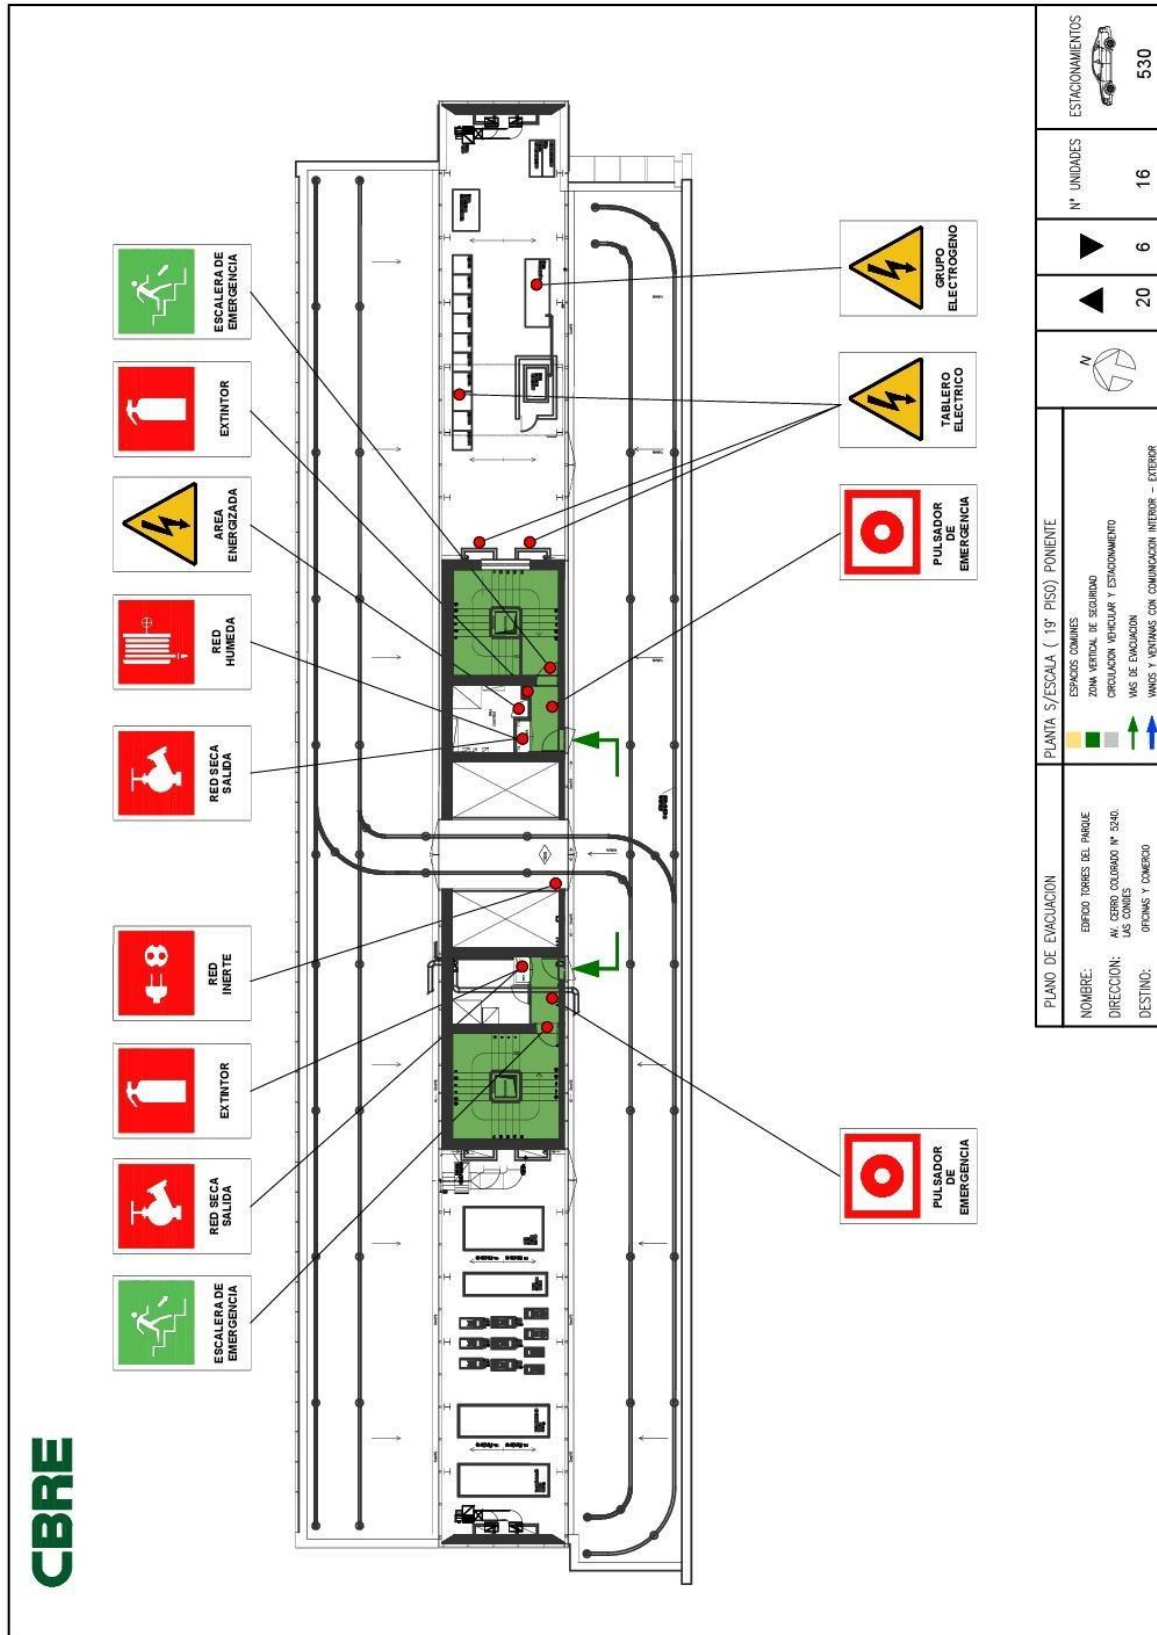 CBRE
ESCALERA DE
EMERGENCIA
RED SECA
SALIDA
EXTINTOR
RED
INERTE
RED SECA
SALIDA
RED
HUMEDA
AREA
ENERGIZADA
EXTINTOR
ESCALERA DE
EMERGENCIA
PULSADOR
DE
EMERGENCIA
PULSADOR
DE
EMERGENCIA
TABLERO
ELECTRICO
GRUPO
ELECTROGENO
PLANO DE EVACUACION
NOMBRE: EDIFICIO TORRES DEL PARQUE
DIRECCION: AV. CERRO COLORADO Nº 5240.
LAS CONDES
DESTINO: OFICINAS Y COMERCIO
PLANTA S/ESCALA ( 19° PISO) PONIENTE
ESPACIOS COMUNES
ZONA VERTICAL DE SEGURIDAD
CIRCULACION VEHICULAR Y ESTACIONAMIENTO
VIAS DE EVACUACION
VANOS Y VENTANAS CON COMUNICACION INTERIOR - EXTERIOR
N
20
6
N° UNIDADES
16
ESTACIONAMIENTOS
530